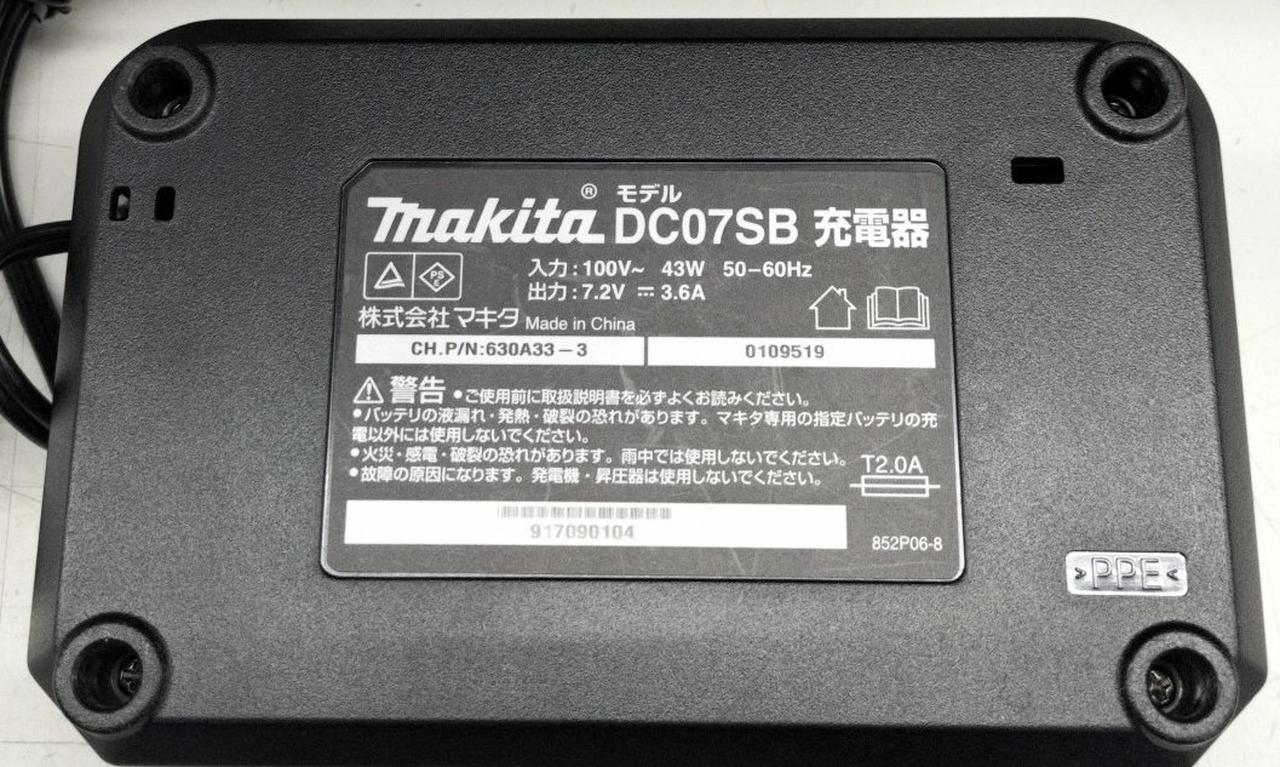 makita® モデル DC07SB 充電器
PS
E
入力:100V~ 43W 50-60Hz
出力:7.2V ⎓ 3.6A
株式会社マキタ Made in China
CH.P/N:630A33-3 0109519
⚠ 警告 ●ご使用前に取扱説明書を必ずよくお読みください。
●バッテリの液漏れ・発熱・破裂の恐れがあります。マキタ専用の指定バッテリの充
電以外には使用しないでください。
●火災・感電・破裂の恐れがあります。雨中では使用しないでください。
●故障の原因になります。発電機・昇圧器は使用しないでください。
T2.0A
917090104
852P06-8
>PPE<